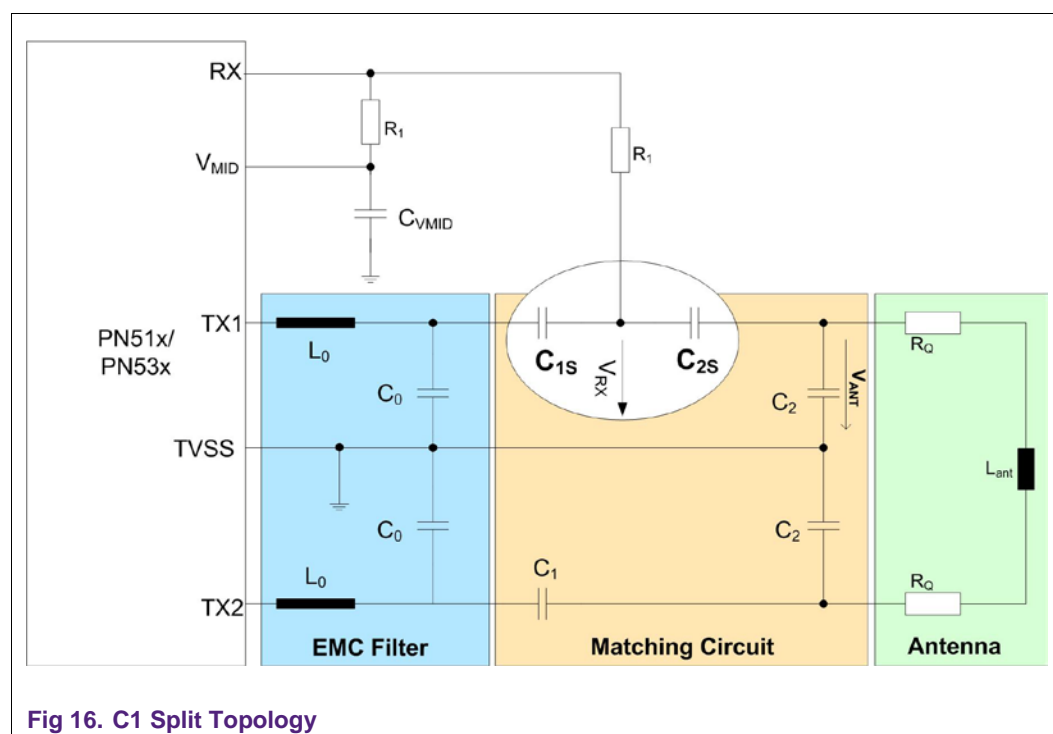 RX
R1
VMID
R1
CVMID
PN51x/
PN53x
TX1
L0
C0
C1S
VRX
C2S
C2
VANT
RQ
TVSS
Lant
C0
C2
L0
C1
TX2
RQ
EMC Filter
Matching Circuit
Antenna
Fig 16. C1 Split Topology